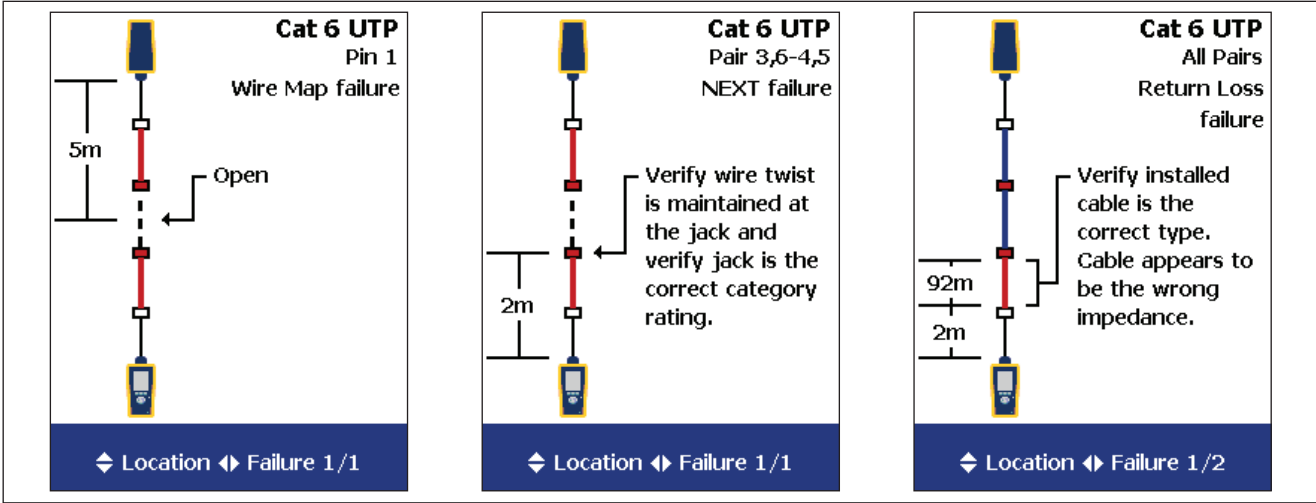 Cat 6 UTP
Pin 1
Wire Map failure
5m
Open
Location Failure 1/1
Cat 6 UTP
Pair 3,6-4,5
NEXT failure
Verify wire twist
is maintained at
the jack and
verify jack is the
correct category
rating.
2m
Location Failure 1/1
Cat 6 UTP
All Pairs
Return Loss
failure
Verify installed
cable is the
correct type.
Cable appears to
be the wrong
impedance.
92m
2m
Location Failure 1/2